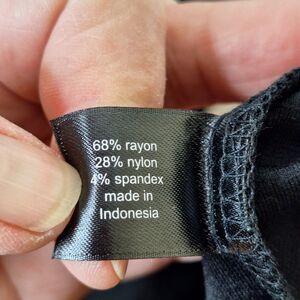 68% rayon
28% nylon
4% spandex
made in
Indonesia